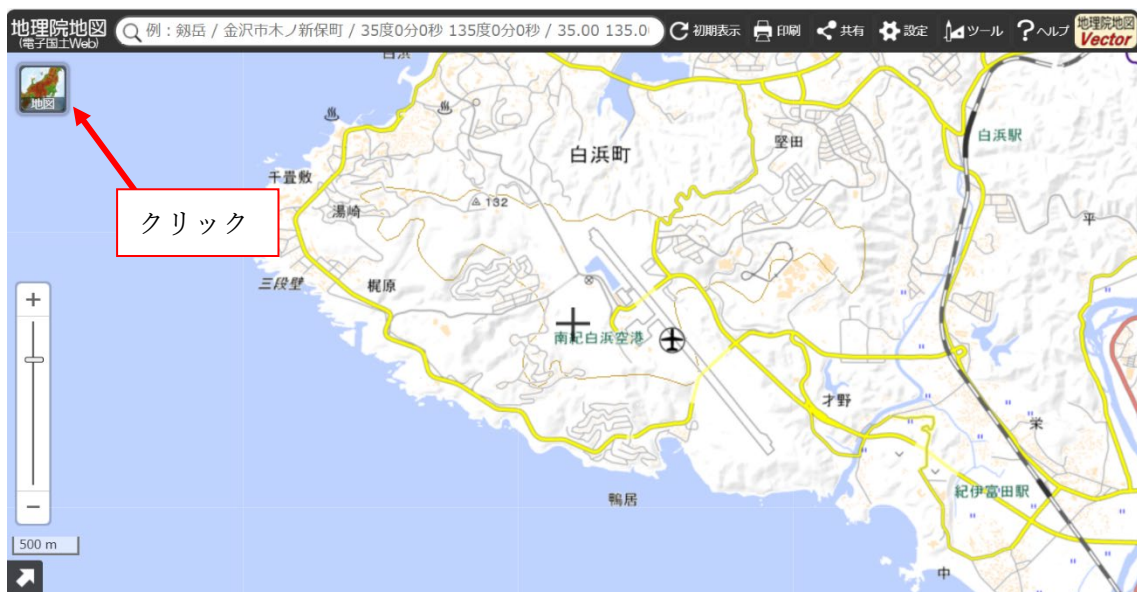 地理院地図
(電子国土Web)
例：剱岳 / 金沢市木ノ新保町 / 35度0分0秒 135度0分0秒 / 35.00 135.0
初期表示
印刷
共有
設定
ツール
ヘルプ
地理院地図
Vector
地図
白浜
クリック
白浜町
堅田
白浜駅
千畳敷
湯崎
132
平
三段壁
梶原
南紀白浜空港
才野
栄
紀伊富田駅
鴨居
中
+
−
500 m